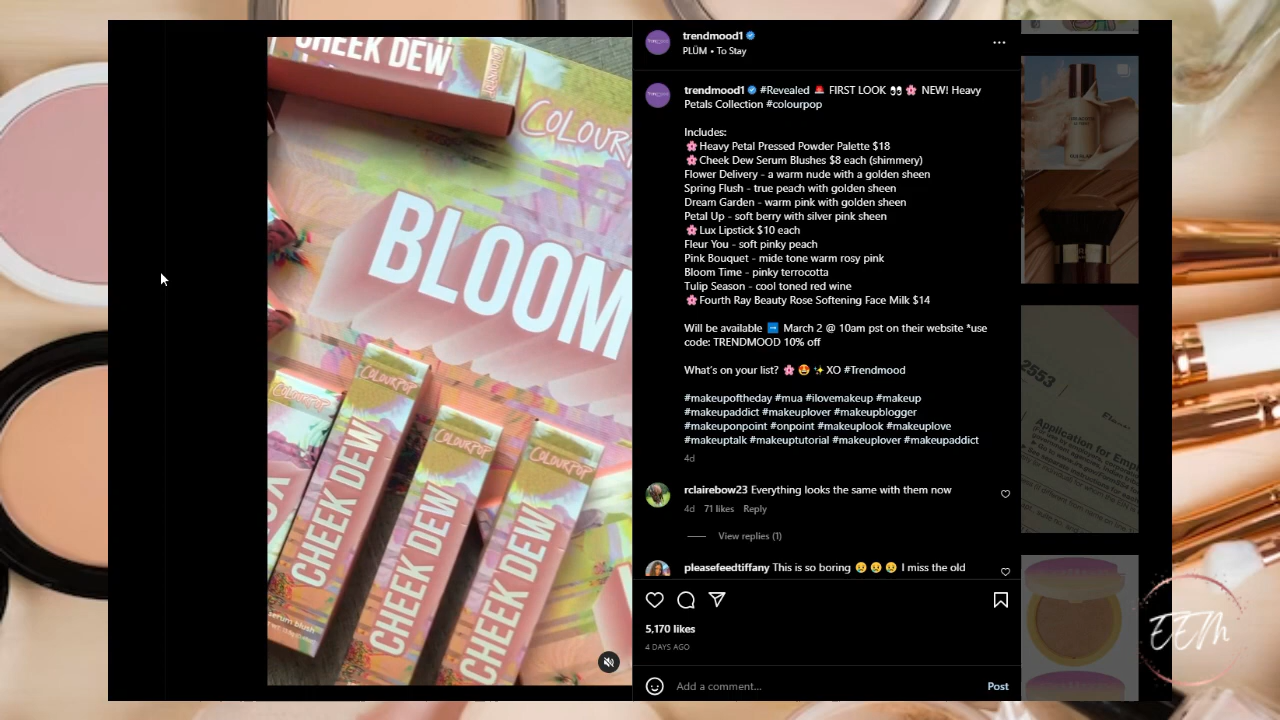 CHEEK DEW
COLOURP
BLOOM
COLOURPOP
COLOURPOP
COLOURPOP
COLOURPOP
CHEEK DEW
CHEEK DEW
CHEEK DEW
serum blush
trendmood1
PLÜM • To Stay
trendmood1 #Revealed 🚨 FIRST LOOK 👀 🌸 NEW! Heavy
Petals Collection #colourpop
Includes:
🌸Heavy Petal Pressed Powder Palette $18
🌸Cheek Dew Serum Blushes $8 each (shimmery)
Flower Delivery - a warm nude with a golden sheen
Spring Flush - true peach with golden sheen
Dream Garden - warm pink with golden sheen
Petal Up - soft berry with silver pink sheen
🌸Lux Lipstick $10 each
Fleur You - soft pinky peach
Pink Bouquet - mide tone warm rosy pink
Bloom Time - pinky terrocotta
Tulip Season - cool toned red wine
🌸Fourth Ray Beauty Rose Softening Face Milk $14
Will be available ➡️ March 2 @ 10am pst on their website *use
code: TRENDMOOD 10% off
What's on your list? 🌸 🤩 ✨ XO #Trendmood
#makeupoftheday #mua #ilovemakeup #makeup
#makeupaddict #makeuplover #makeupblogger
#makeuponpoint #onpoint #makeuplook #makeuplove
#makeuptalk #makeuptutorial #makeuplover #makeupaddict
4d
rclairebow23 Everything looks the same with them now
4d 71 likes Reply
View replies (1)
pleasefeedtiffany This is so boring 😣 😣 😣 I miss the old
5,170 likes
4 DAYS AGO
Add a comment...
Post
2553
Application for Emp
EEM